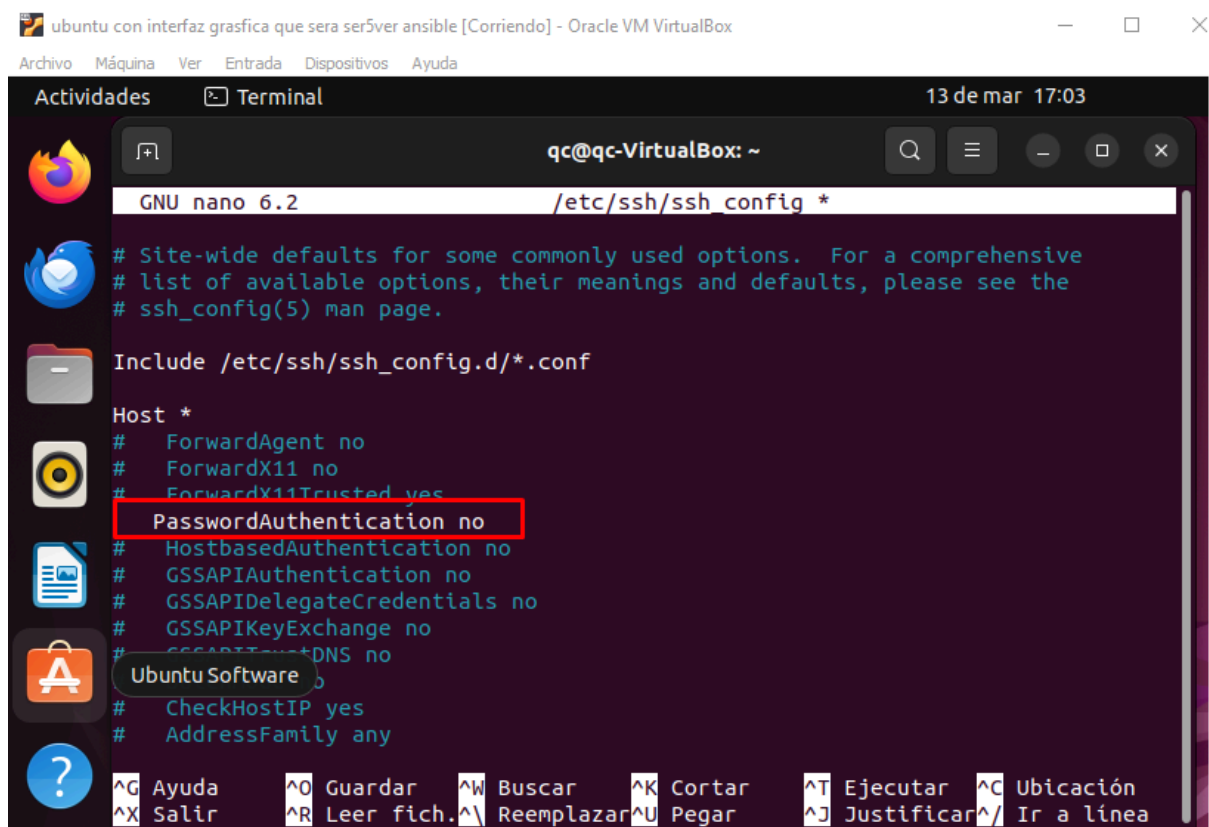 ubuntu con interfaz grasfica que sera ser5ver ansible [Corriendo] - Oracle VM VirtualBox
Archivo Máquina Ver Entrada Dispositivos Ayuda
Actividades Terminal 13 de mar 17:03
qc@qc-VirtualBox: ~
GNU nano 6.2 /etc/ssh/ssh_config *
# Site-wide defaults for some commonly used options. For a comprehensive
# list of available options, their meanings and defaults, please see the
# ssh_config(5) man page.
Include /etc/ssh/ssh_config.d/*.conf
Host *
# ForwardAgent no
# ForwardX11 no
# ForwardX11Trusted yes
PasswordAuthentication no
# HostbasedAuthentication no
# GSSAPIAuthentication no
# GSSAPIDelegateCredentials no
# GSSAPIKeyExchange no
# GSSAPITrustDNS no
Ubuntu Software
# CheckHostIP yes
# AddressFamily any
^G Ayuda ^O Guardar ^W Buscar ^K Cortar ^T Ejecutar ^C Ubicación
^X Salir ^R Leer fich. ^\ Reemplazar ^U Pegar ^J Justificar ^/ Ir a línea